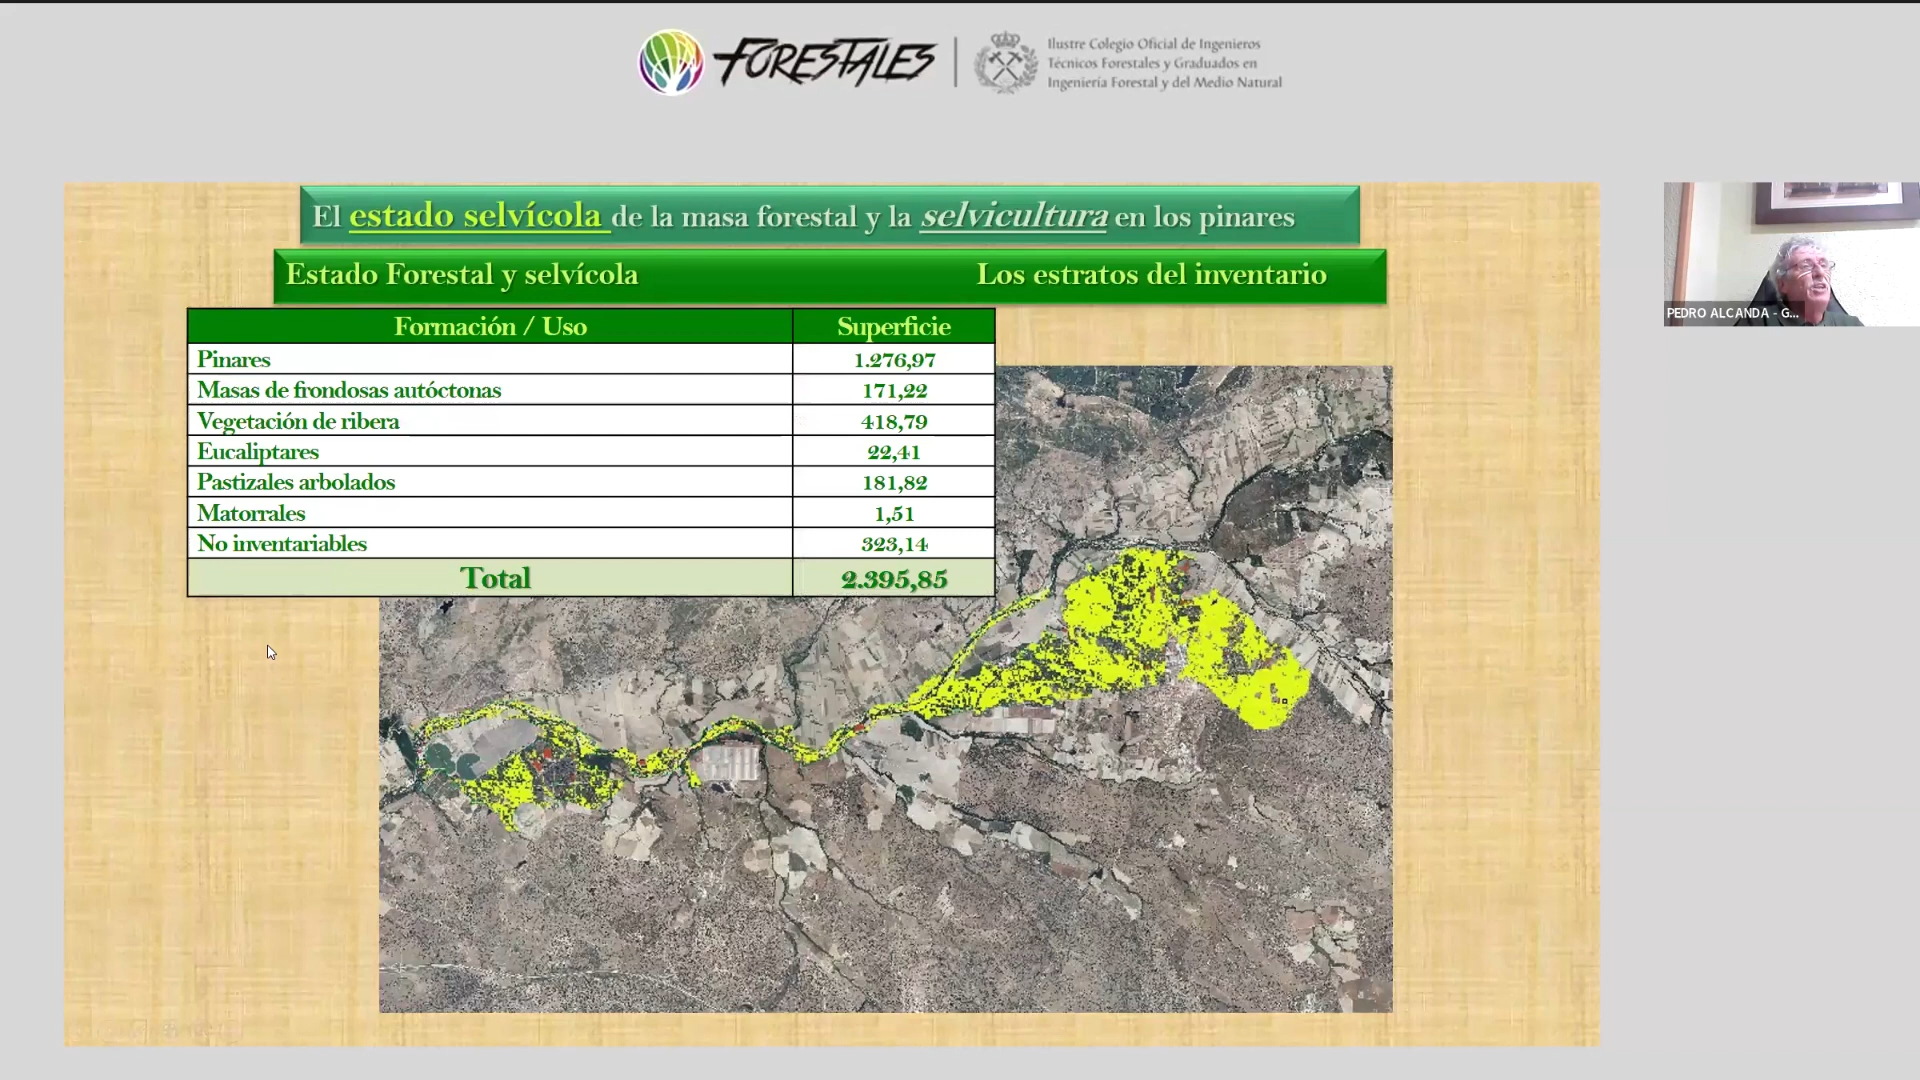 FORESTALES
Ilustre Colegio Oficial de Ingenieros
Técnicos Forestales y Graduados en
Ingeniería Forestal y del Medio Natural
El estado selvícola de la masa forestal y la selvicultura en los pinares
Estado Forestal y selvícola Los estratos del inventario
Formación / Uso Superficie
Pinares 1.276,97
Masas de frondosas autóctonas 171,22
Vegetación de ribera 418,79
Eucaliptares 22,41
Pastizales arbolados 181,82
Matorrales 1,51
No inventariables 323,14
Total 2.395,85
PEDRO ALCANDA - G...